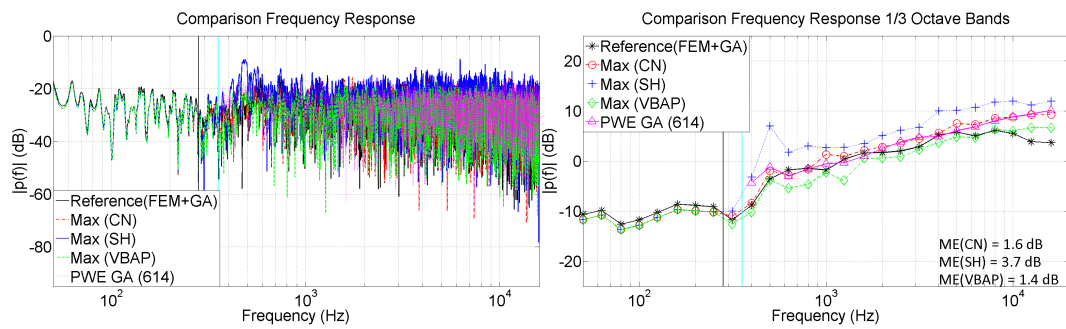 Comparison Frequency Response
|p(f)| (dB)
0
-20
-40
-60
-80
Reference(FEM+GA)
Max (CN)
Max (SH)
Max (VBAP)
PWE GA (614)
10^2
10^3
10^4
Frequency (Hz)
Comparison Frequency Response 1/3 Octave Bands
|p(f)| (dB)
20
10
0
-10
-20
Reference(FEM+GA)
Max (CN)
Max (SH)
Max (VBAP)
PWE GA (614)
ME(CN) = 1.6 dB
ME(SH) = 3.7 dB
ME(VBAP) = 1.4 dB
10^2
10^3
10^4
Frequency (Hz)